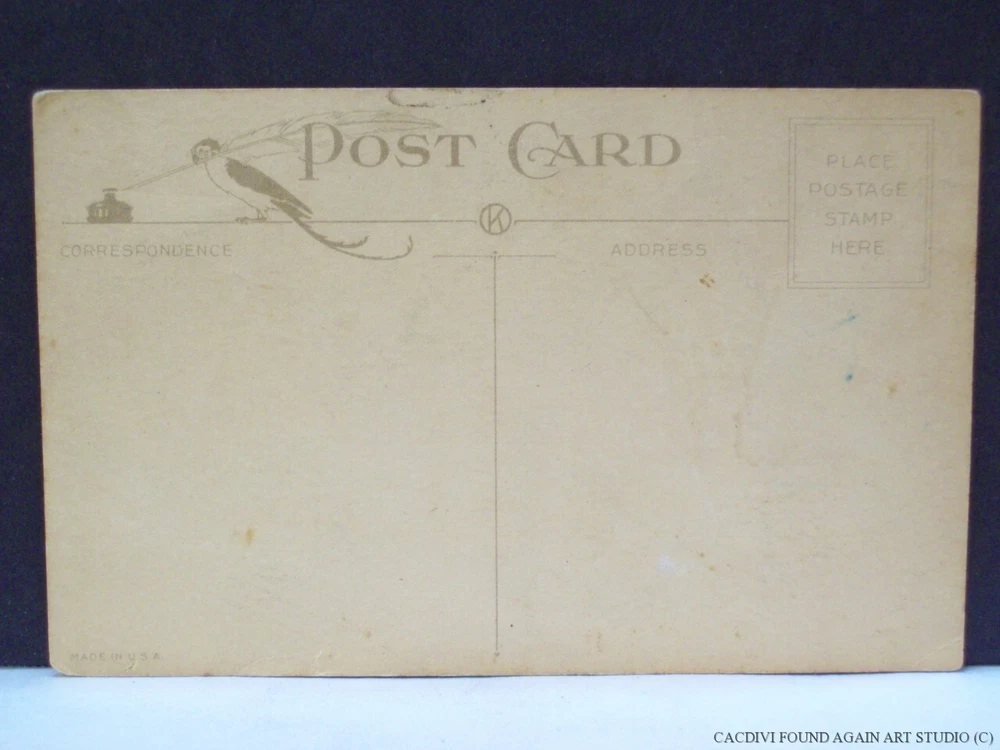 POST CARD
PLACE
POSTAGE
STAMP
HERE
K
CORRESPONDENCE
ADDRESS
MADE IN U.S.A.
CACDIVI FOUND AGAIN ART STUDIO (C)